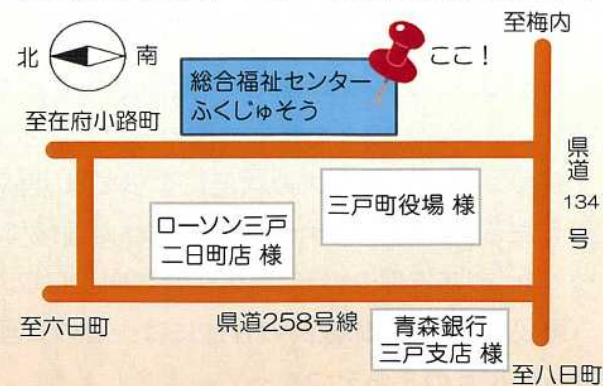 至梅内
北
南
ここ!
総合福祉センター
ふくじゅそう
至在府小路町
県道
134
号
三戸町役場 様
ローソン三戸
二日町店 様
至六日町
県道258号線
青森銀行
三戸支店 様
至八日町